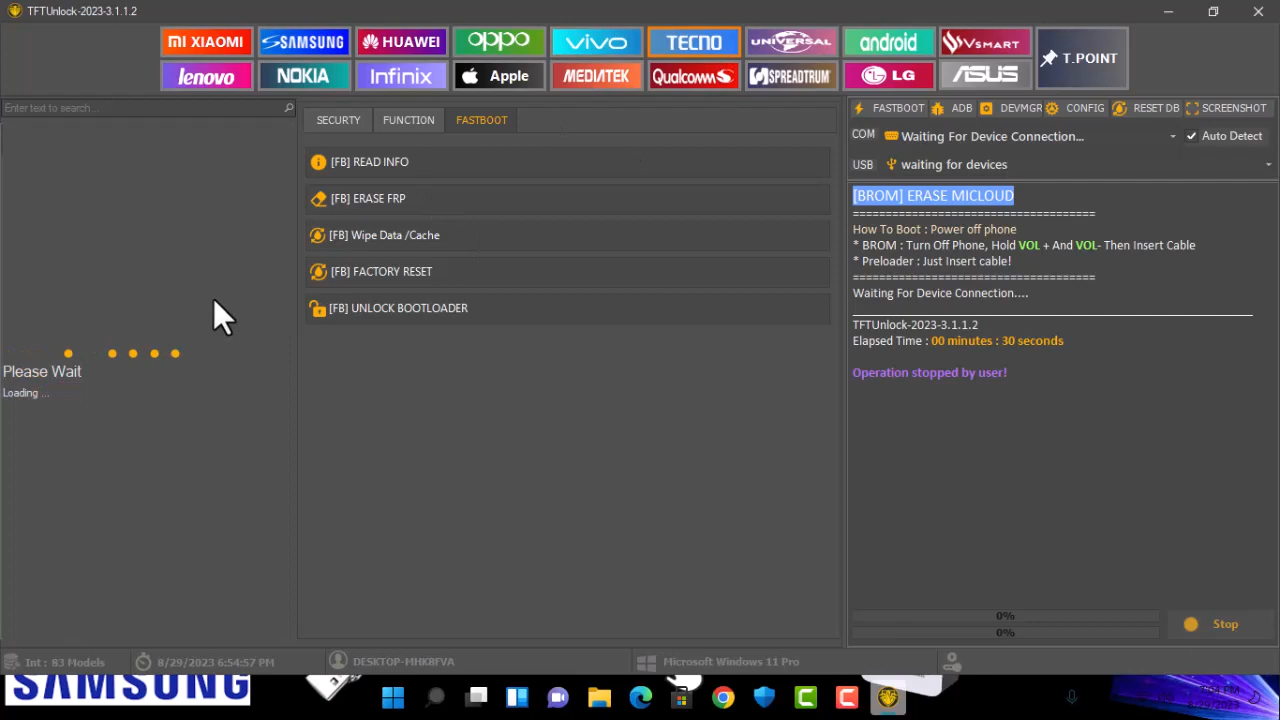 TFTUnlock-2023-3.1.1.2
MI XIAOMI
SAMSUNG
HUAWEI
oppo
vivo
TECNO
UNIVERSAL
android
VSMART
T.POINT
lenovo
NOKIA
Infinix
Apple
MEDIATEK
Qualcomm
SPREADTRUM
LG
ASUS
Enter text to search...
SECURTY
FUNCTION
FASTBOOT
FASTBOOT
ADB
DEVMGR
CONFIG
RESET DB
SCREENSHOT
COM
Waiting For Device Connection...
Auto Detect
USB
waiting for devices
[FB] READ INFO
[FB] ERASE FRP
[FB] Wipe Data /Cache
[FB] FACTORY RESET
[FB] UNLOCK BOOTLOADER
[BROM] ERASE MICLOUD
=====================================
How To Boot : Power off phone
* BROM : Turn Off Phone, Hold VOL + And VOL- Then Insert Cable
* Preloader : Just Insert cable!
=====================================
Waiting For Device Connection....
TFTUnlock-2023-3.1.1.2
Elapsed Time : 00 minutes : 30 seconds
Operation stopped by user!
Please Wait
Loading ...
0%
0%
Stop
Int : 83 Models
8/29/2023 6:54:57 PM
DESKTOP-MHK8FVA
Microsoft Windows 11 Pro
SAMSUNG
8/29/2023